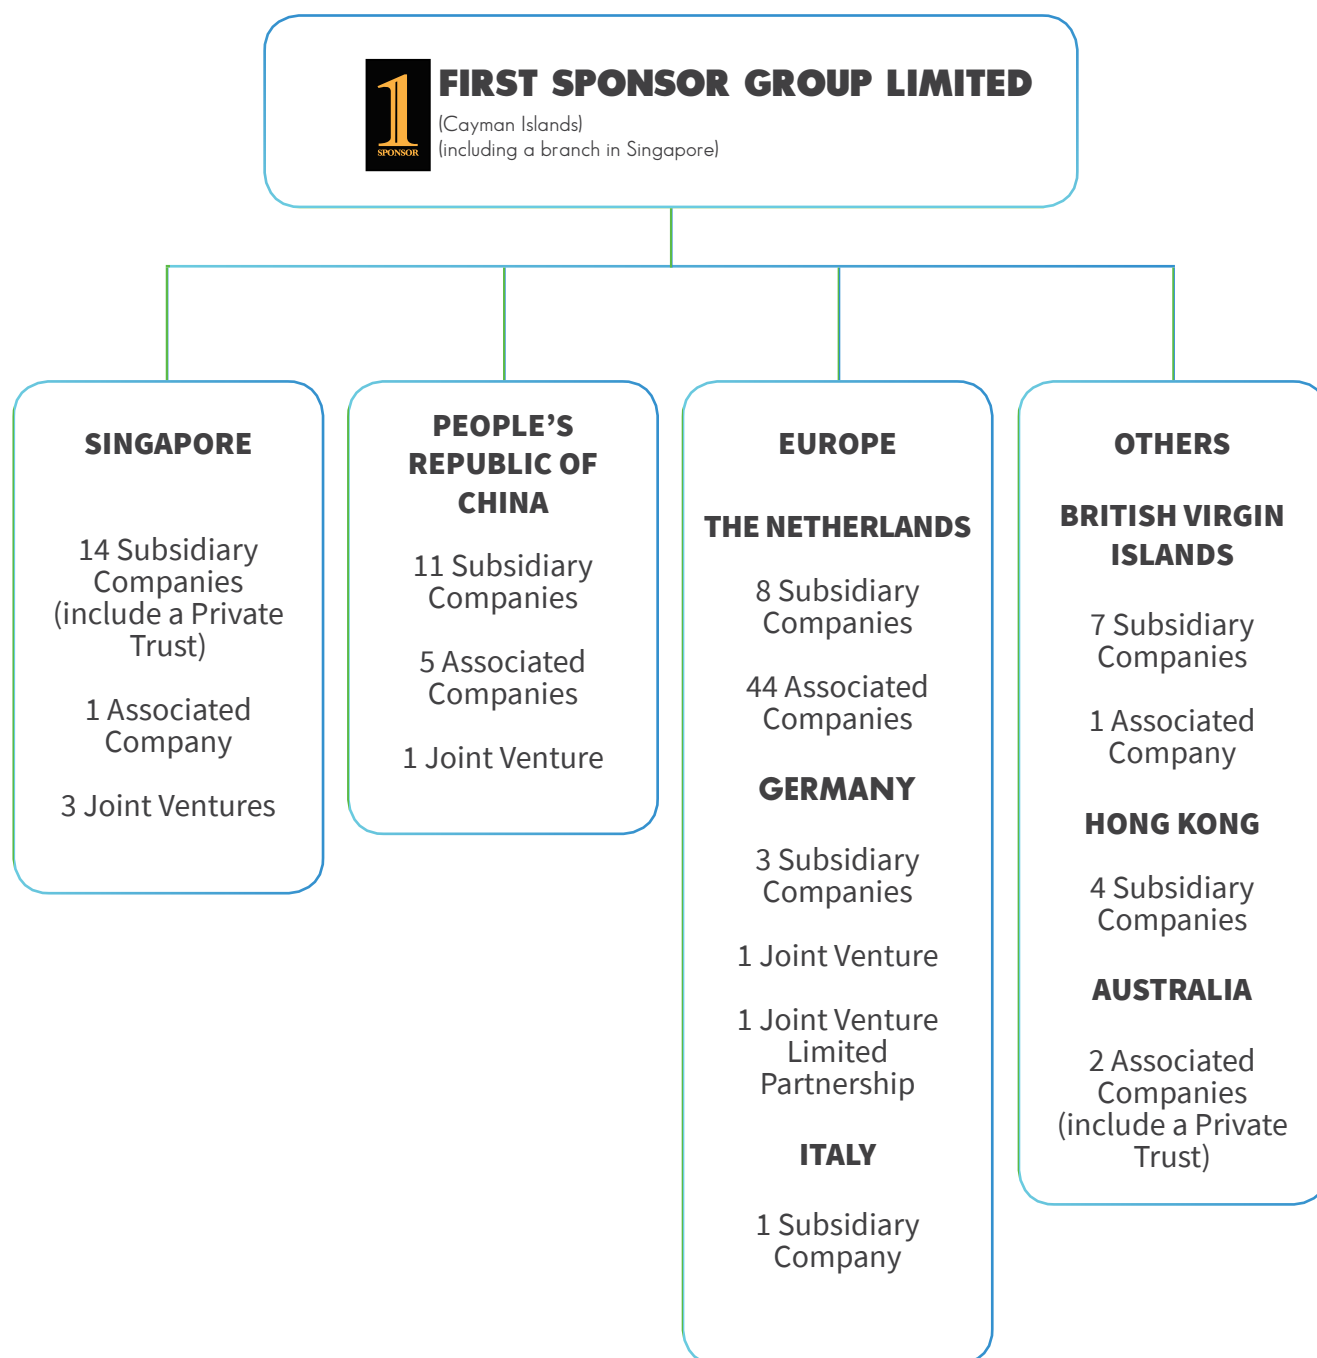 1
SPONSOR
FIRST SPONSOR GROUP LIMITED
(Cayman Islands)
(including a branch in Singapore)
SINGAPORE
14 Subsidiary
Companies
(include a Private
Trust)
1 Associated
Company
3 Joint Ventures
PEOPLE’S
REPUBLIC OF
CHINA
11 Subsidiary
Companies
5 Associated
Companies
1 Joint Venture
EUROPE
THE NETHERLANDS
8 Subsidiary
Companies
44 Associated
Companies
GERMANY
3 Subsidiary
Companies
1 Joint Venture
1 Joint Venture
Limited
Partnership
ITALY
1 Subsidiary
Company
OTHERS
BRITISH VIRGIN
ISLANDS
7 Subsidiary
Companies
1 Associated
Company
HONG KONG
4 Subsidiary
Companies
AUSTRALIA
2 Associated
Companies
(include a Private
Trust)